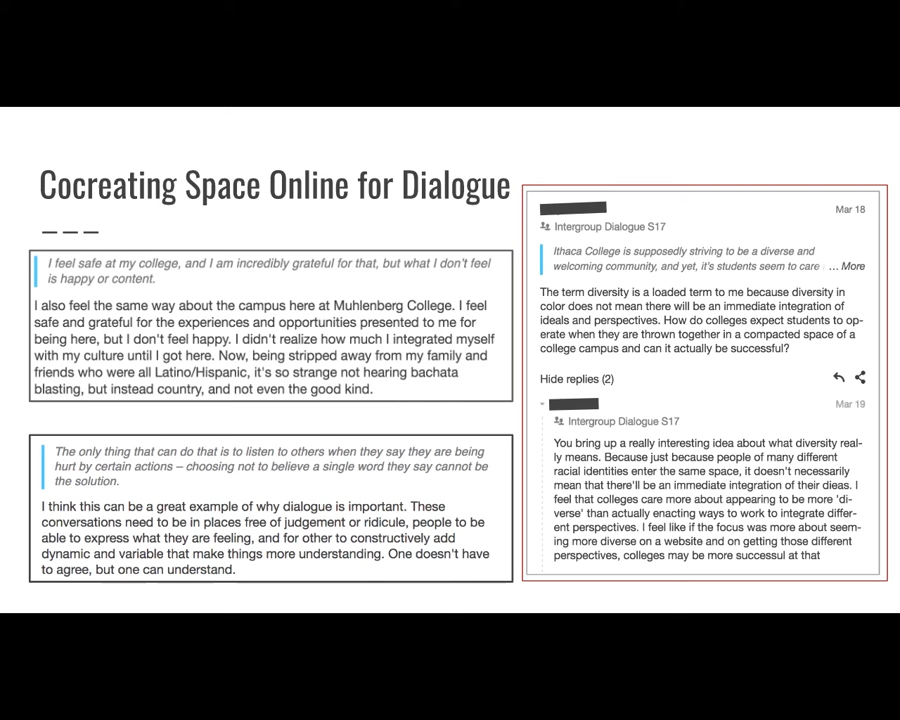 Cocreating Space Online for Dialogue
I feel safe at my college, and I am incredibly grateful for that, but what I don't feel
is happy or content.
I also feel the same way about the campus here at Muhlenberg College. I feel
safe and grateful for the experiences and opportunities presented to me for
being here, but I don't feel happy. I didn't realize how much I integrated myself
with my culture until I got here. Now, being stripped away from my family and
friends who were all Latino/Hispanic, it's so strange not hearing bachata
blasting, but instead country, and not even the good kind.
The only thing that can do that is to listen to others when they say they are being
hurt by certain actions – choosing not to believe a single word they say cannot be
the solution.
I think this can be a great example of why dialogue is important. These
conversations need to be in places free of judgement or ridicule, people to be
able to express what they are feeling, and for other to constructively add
dynamic and variable that make things more understanding. One doesn't have
to agree, but one can understand.
Mar 18
Intergroup Dialogue S17
Ithaca College is supposedly striving to be a diverse and
welcoming community, and yet, it's students seem to care ... More
The term diversity is a loaded term to me because diversity in
color does not mean there will be an immediate integration of
ideals and perspectives. How do colleges expect students to op-
erate when they are thrown together in a compacted space of a
college campus and can it actually be successful?
Hide replies (2)
Mar 19
Intergroup Dialogue S17
You bring up a really interesting idea about what diversity real-
ly means. Because just because people of many different
racial identities enter the same space, it doesn't necessarily
mean that there'll be an immediate integration of their dieas. I
feel that colleges care more about appearing to be more 'di-
verse' than actually enacting ways to work to integrate differ-
ent perspectives. I feel like if the focus was more about seem-
ing more diverse on a website and on getting those different
perspectives, colleges may be more successul at that